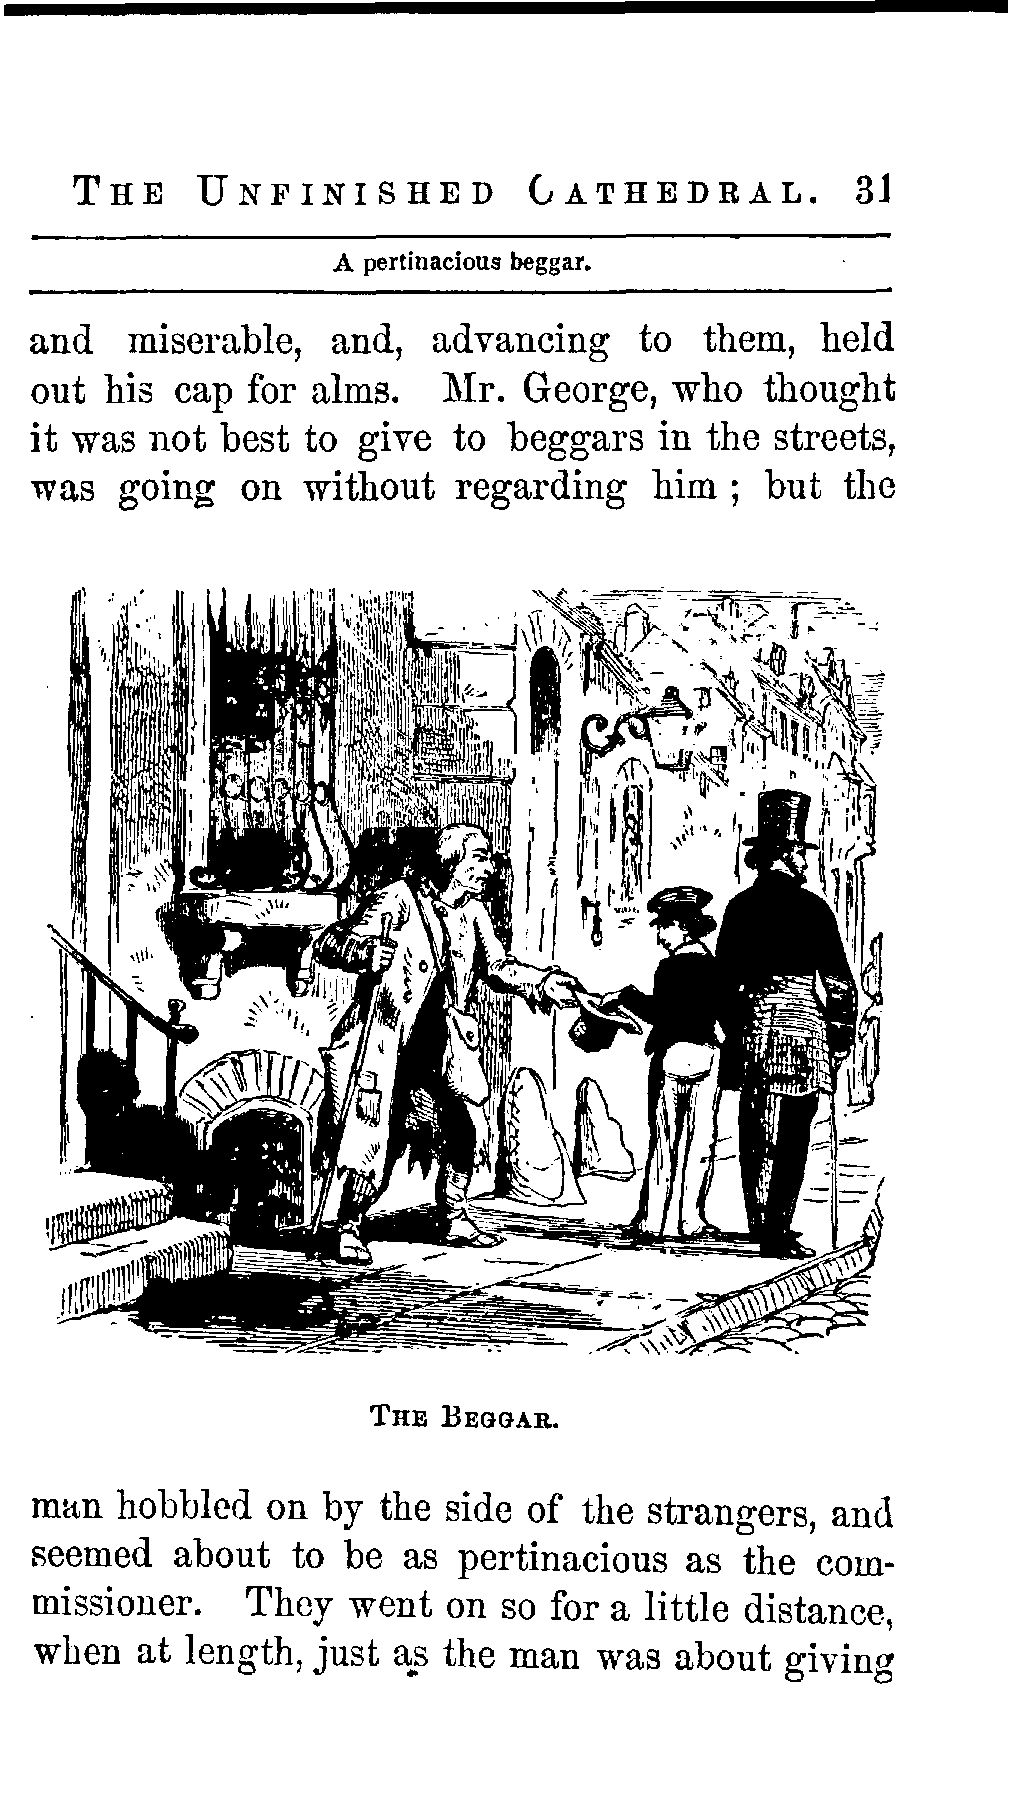 THE UNFINISHED CATHEDRAL. 31
A pertinacious beggar.
and miserable, and, advancing to them, held
out his cap for alms. Mr. George, who thought
it was not best to give to beggars in the streets,
was going on without regarding him ; but the
THE BEGGAR.
man hobbled on by the side of the strangers, and
seemed about to be as pertinacious as the com-
missioner. They went on so for a little distance,
when at length, just as the man was about giving